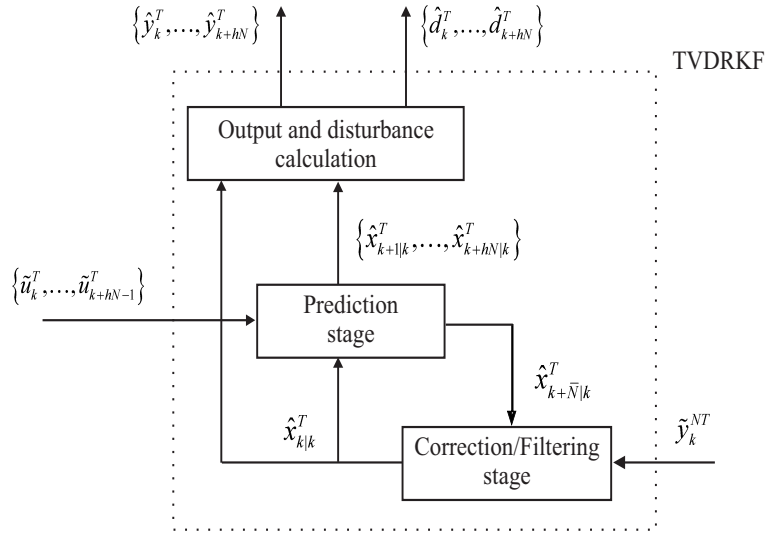 {ŷ_k^T,...,ŷ_{k+hN}^T}
{d̂_k^T,...,d̂_{k+hN}^T}
TVDRKF
Output and disturbance
calculation
{x̂_{k+1|k}^T,...,x̂_{k+hN|k}^T}
{ũ_k^T,...,ũ_{k+hN−1}^T}
Prediction
stage
x̂_{k+N̄|k}^T
x̂_{k|k}^T
ỹ_k^{NT}
Correction/Filtering
stage